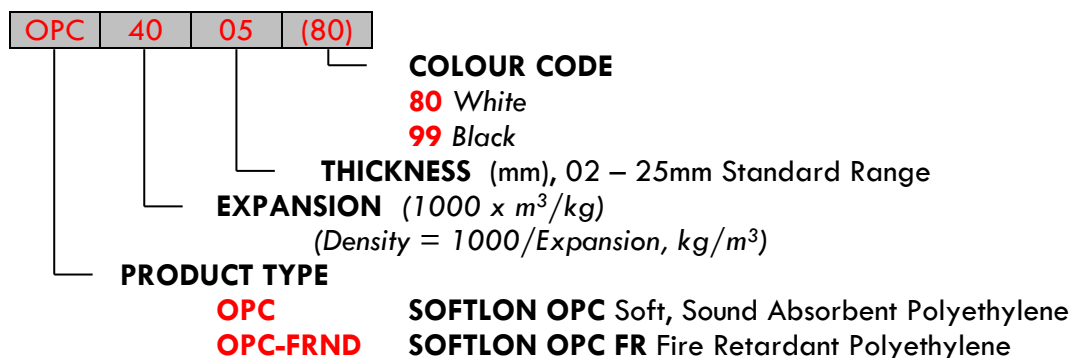 OPC 40 05 (80)
COLOUR CODE
80 White
99 Black
THICKNESS (mm), 02 – 25mm Standard Range
EXPANSION (1000 x m³/kg)
(Density = 1000/Expansion, kg/m³)
PRODUCT TYPE
OPC SOFTLON OPC Soft, Sound Absorbent Polyethylene
OPC-FRND SOFTLON OPC FR Fire Retardant Polyethylene